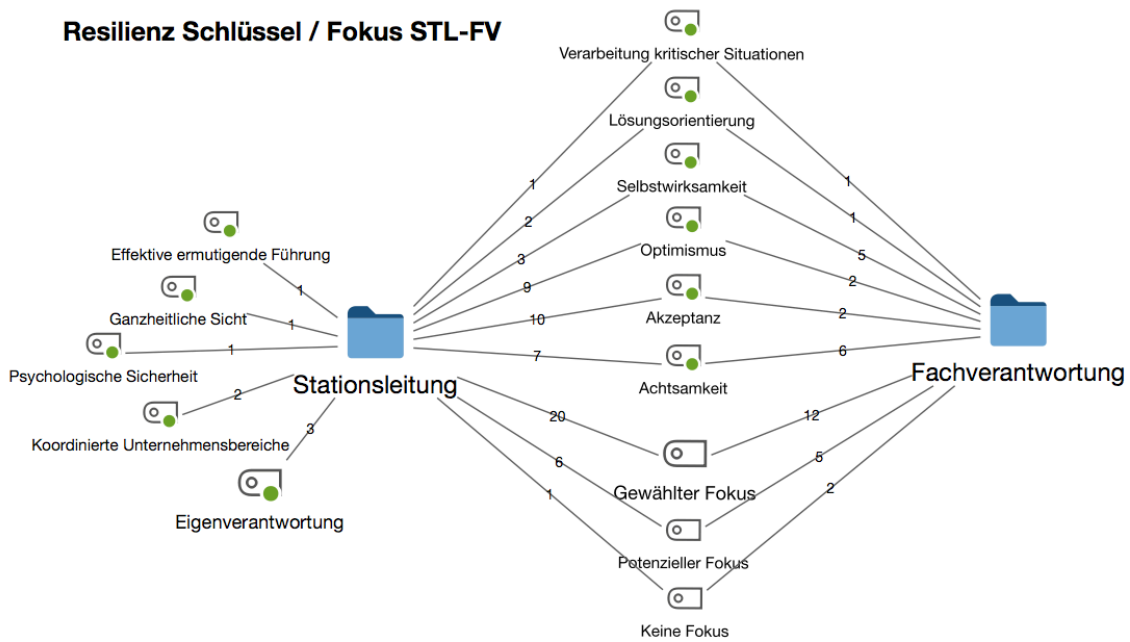 Resilienz Schlüssel / Fokus STL-FV
Verarbeitung kritischer Situationen
Lösungsorientierung
Selbstwirksamkeit
Optimismus
Akzeptanz
Achtsamkeit
Gewählter Fokus
Potenzieller Fokus
Keine Fokus
Effektive ermutigende Führung
Ganzheitliche Sicht
Psychologische Sicherheit
Koordinierte Unternehmensbereiche
Eigenverantwortung
Stationsleitung
Fachverantwortung
1
1
1
2
3
1
2
3
9
10
7
20
6
1
1
1
5
2
2
6
12
5
2